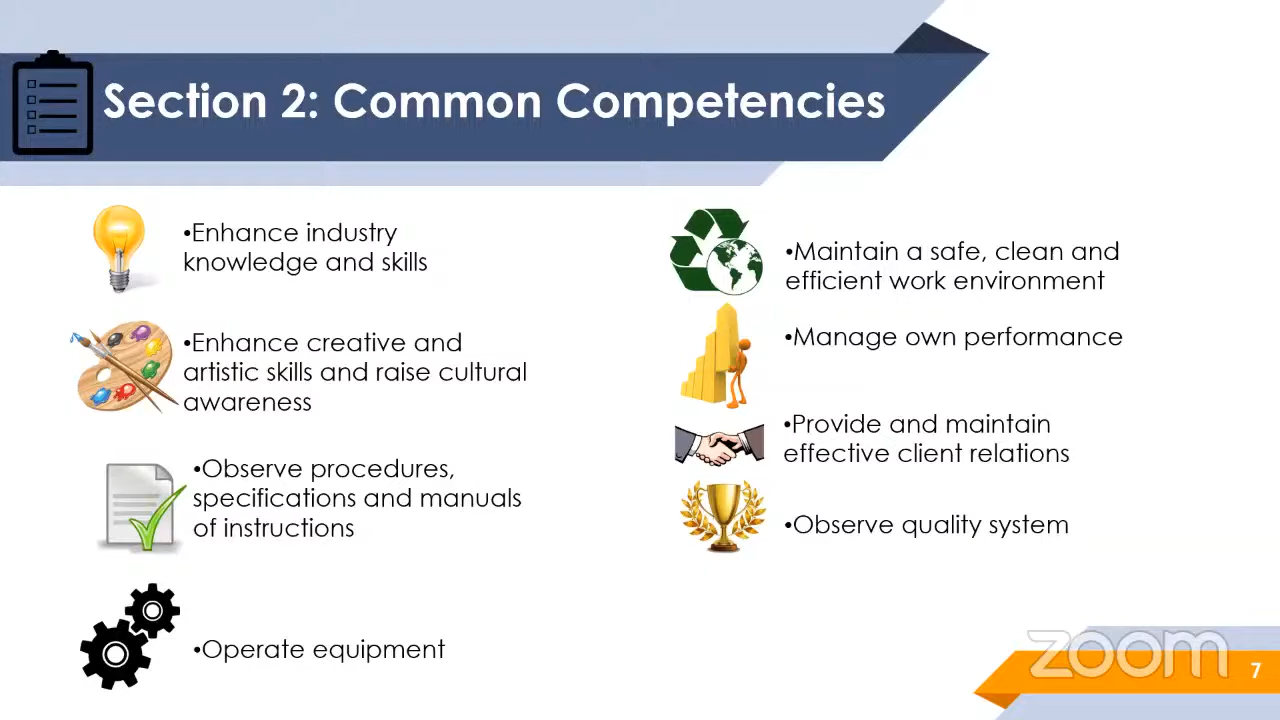 Section 2: Common Competencies
•Enhance industry
knowledge and skills
•Enhance creative and
artistic skills and raise cultural
awareness
•Observe procedures,
specifications and manuals
of instructions
•Operate equipment
•Maintain a safe, clean and
efficient work environment
•Manage own performance
•Provide and maintain
effective client relations
•Observe quality system
zoom
7